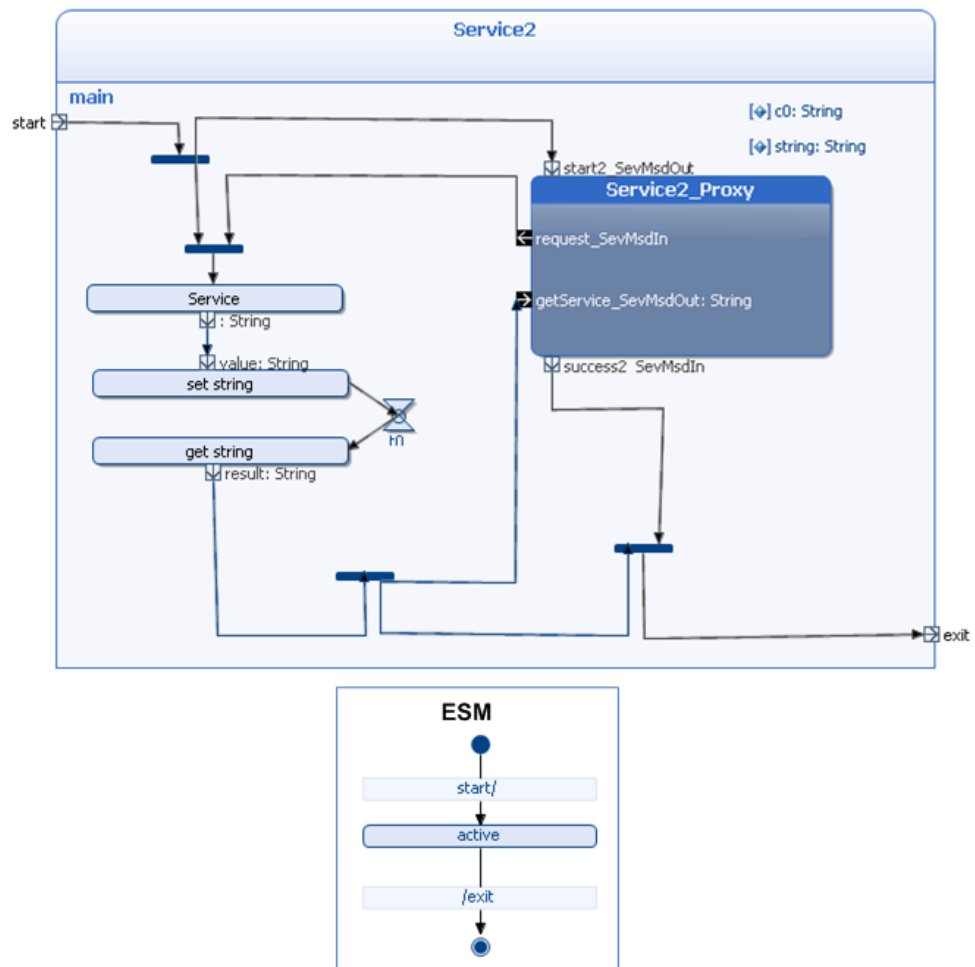 Service2
main
start
[◈] c0: String
[◈] string: String
start2_SevMsdOut
Service2_Proxy
request_SevMsdIn
getService_SevMsdOut: String
success2_SevMsdIn
Service
: String
value: String
set string
t0
get string
result: String
exit
ESM
start/
active
/exit